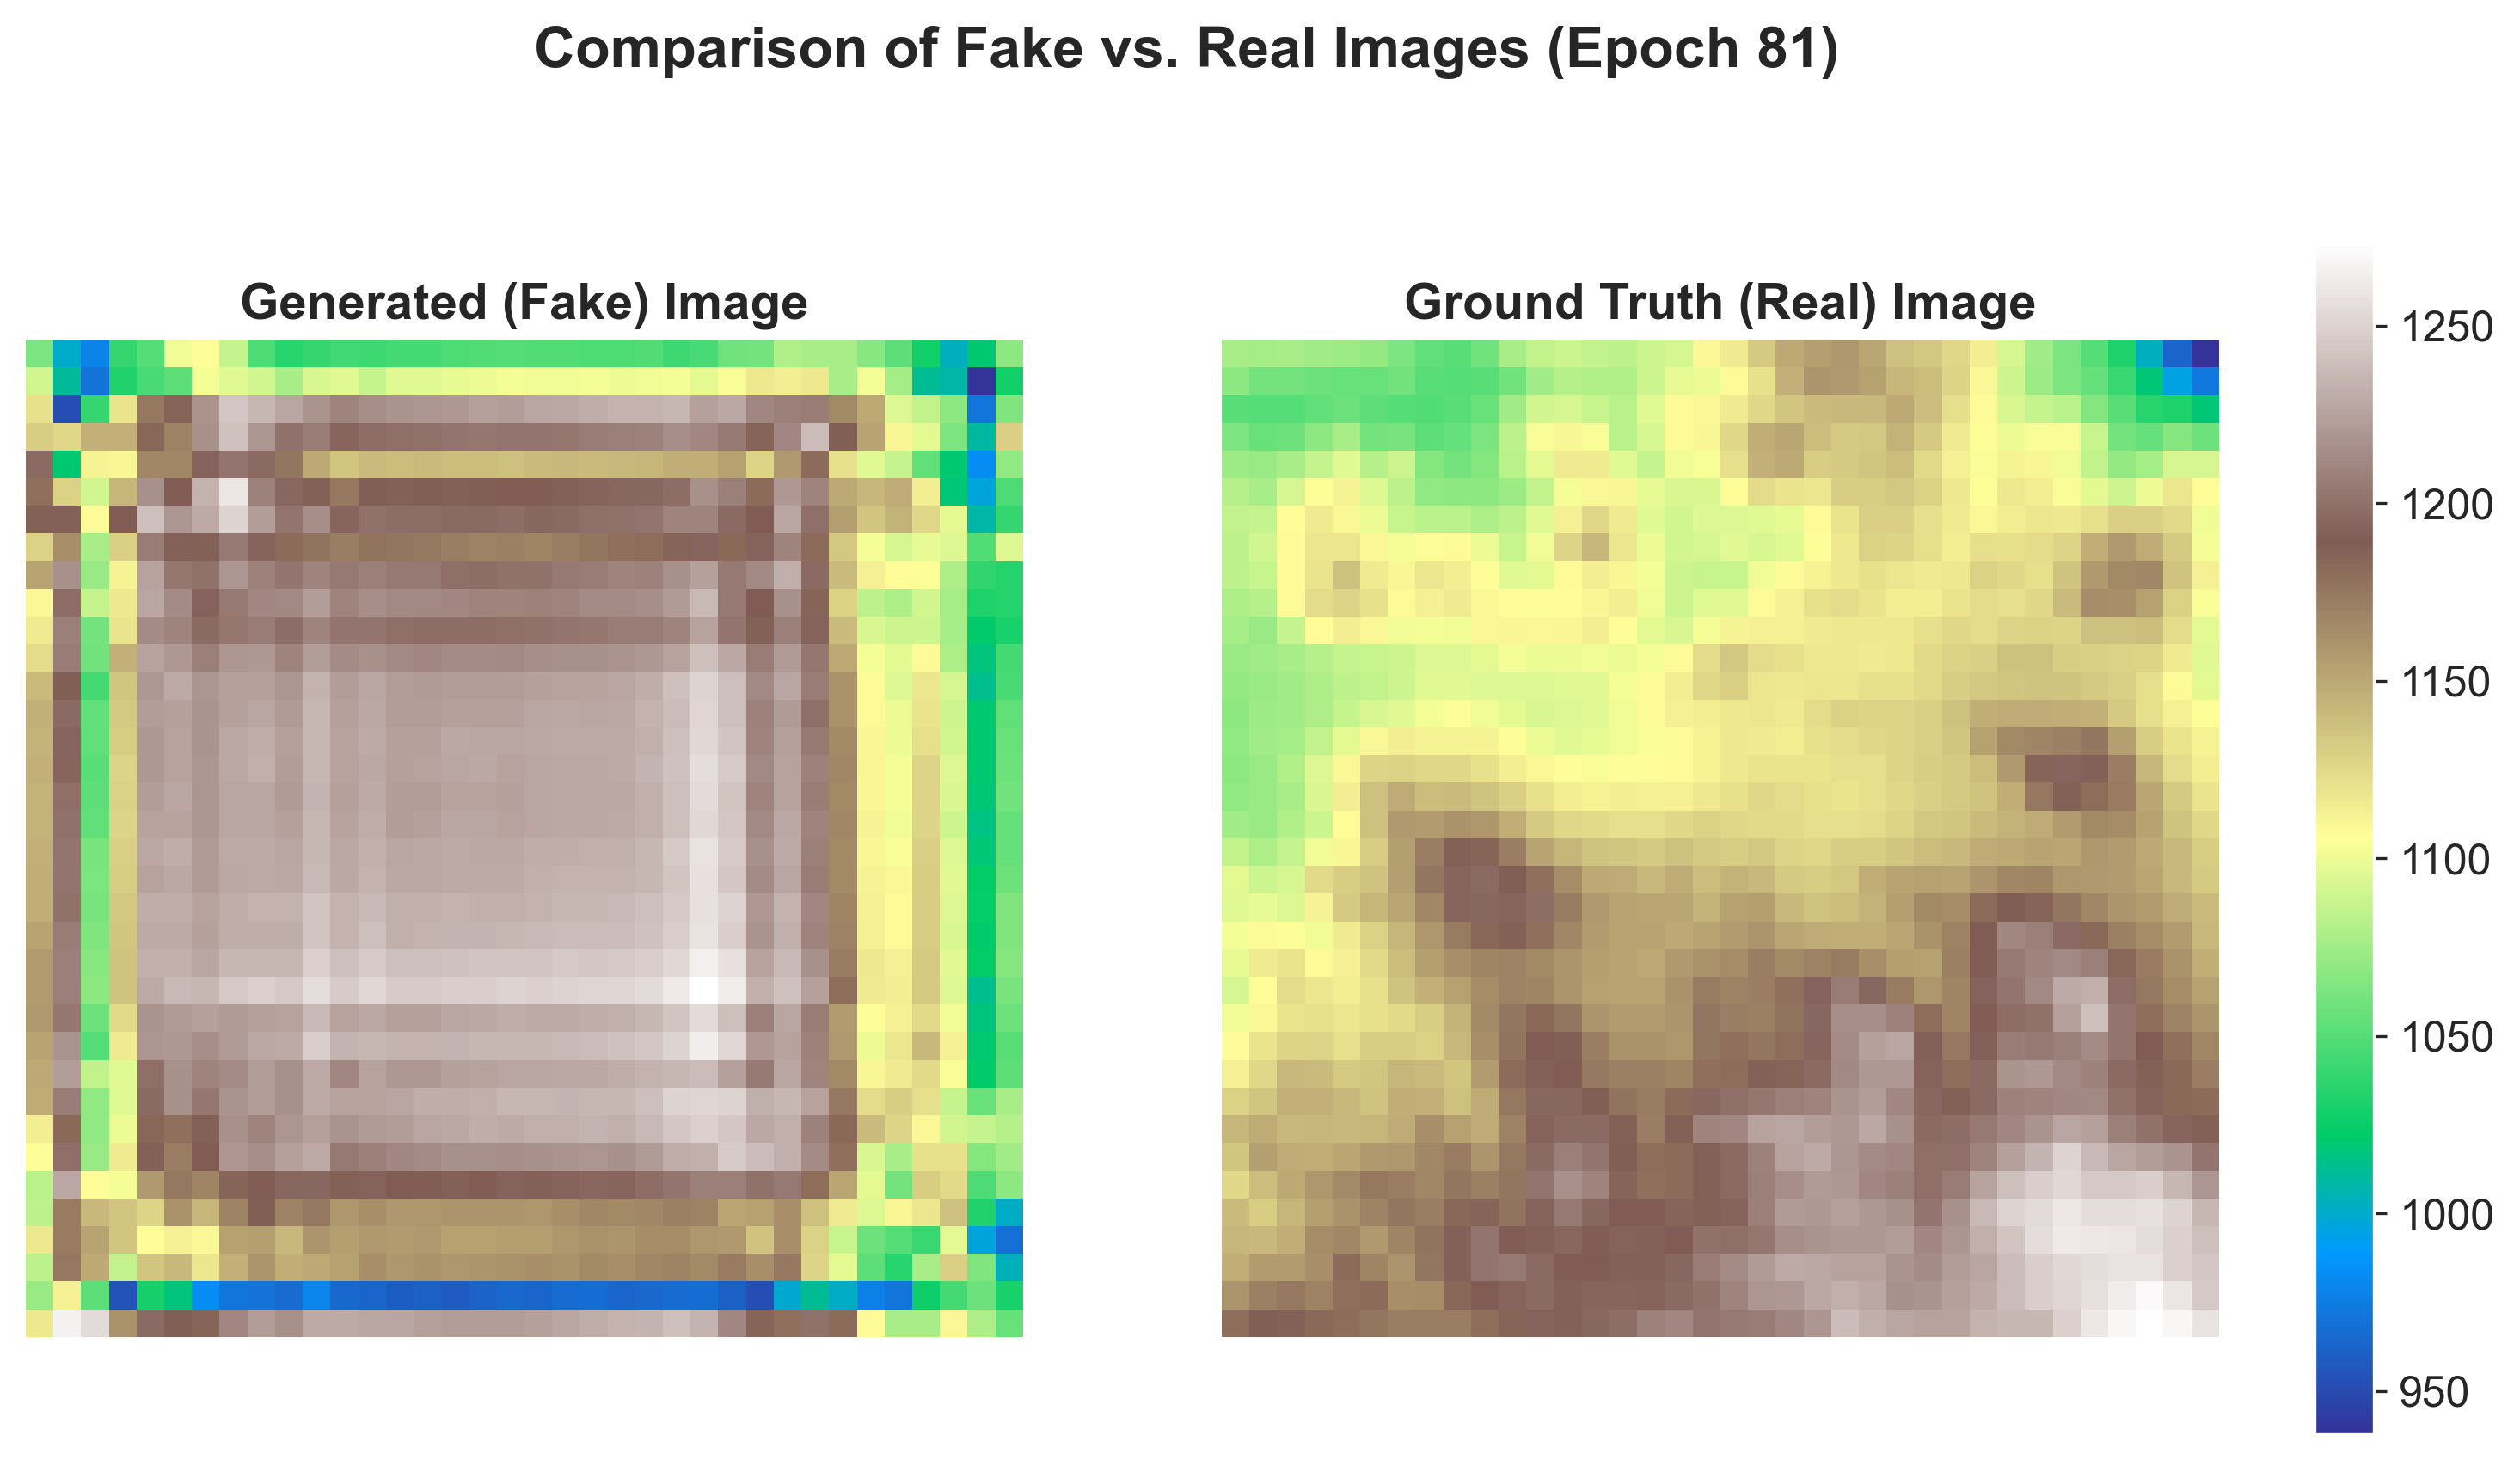 Comparison of Fake vs. Real Images (Epoch 81)
Generated (Fake) Image
Ground Truth (Real) Image
1250
1200
1150
1100
1050
1000
950